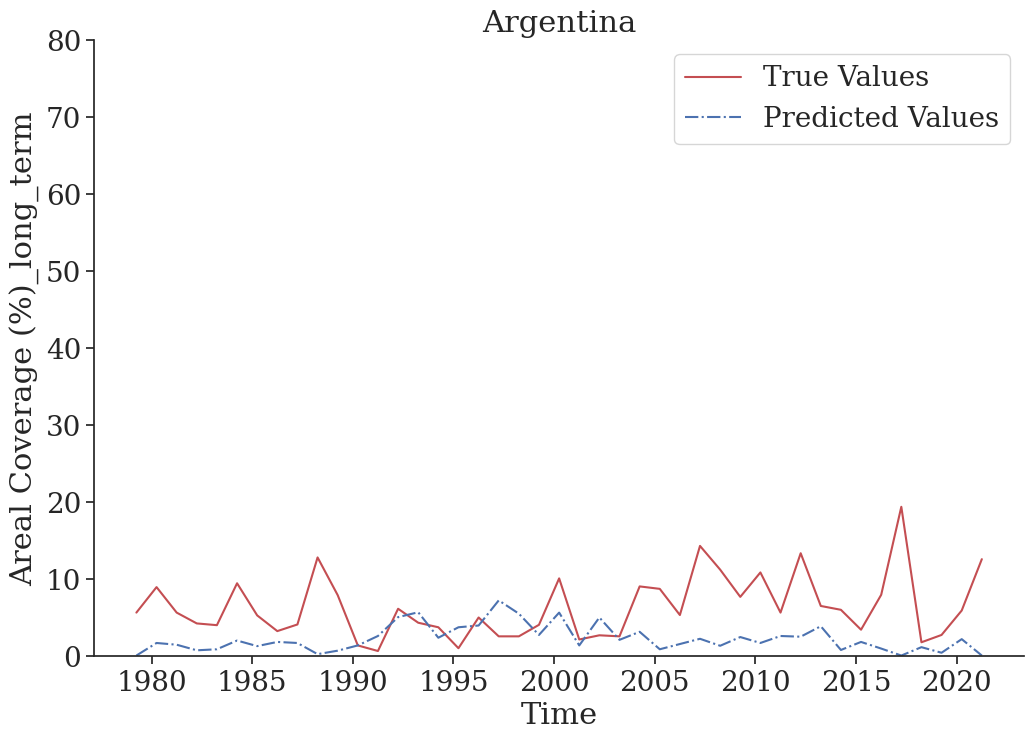 Argentina
True Values
Predicted Values
Areal Coverage (%)_long_term
80
70
60
50
40
30
20
10
0
1980 1985 1990 1995 2000 2005 2010 2015 2020
Time